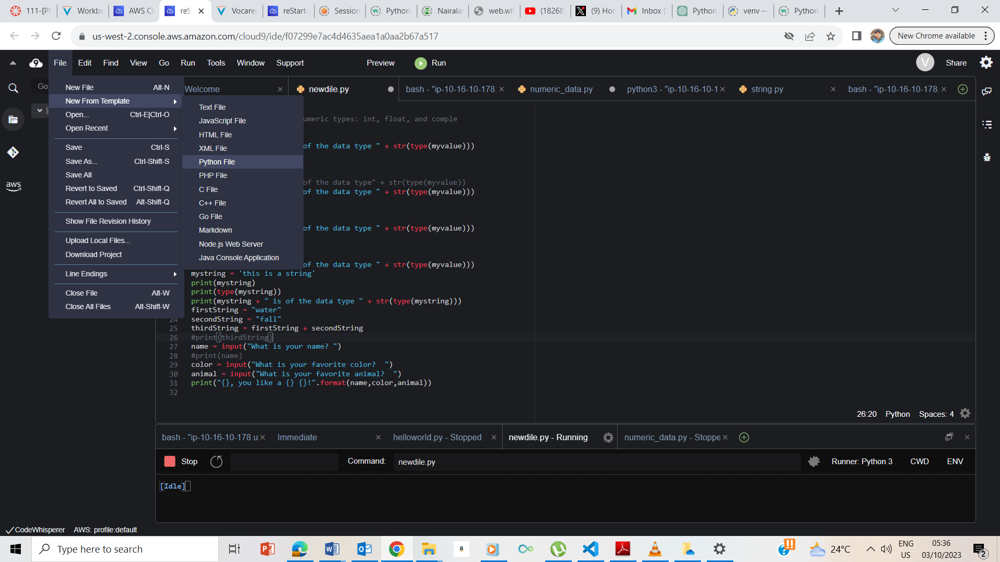 111-[PF
Workbe
AWS Cl
reS
Vocareu
reStart-
Session
Python
Nairalan
web.wh
(18268)
(9) Hon
Inbox (
Python
venv —
Python
us-west-2.console.aws.amazon.com/cloud9/ide/f07299e7ac4d4635aea1a0aa2b67a517
New Chrome available
9 File Edit Find View Go Run Tools Window Support Preview Run V Share
Go
Welcome
newdile.py
bash - "ip-10-16-10-178.
numeric_data.py
python3 - "ip-10-16-10-1
string.py
bash - "ip-10-16-10-178.
New File Alt-N
New From Template
Open... Ctrl-E|Ctrl-O
Open Recent
Save Ctrl-S
Save As... Ctrl-Shift-S
Save All
Revert to Saved Ctrl-Shift-Q
Revert All to Saved Alt-Shift-Q
Show File Revision History
Upload Local Files...
Download Project
Line Endings
Close File Alt-W
Close All Files Alt-Shift-W
Text File
JavaScript File
HTML File
XML File
Python File
PHP File
C File
C++ File
Go File
Markdown
Node.js Web Server
Java Console Application
aws
umeric types: int, float, and comple
of the data type " + str(type(myvalue)))
of the data type" + str(type(myvalue))
of the data type " + str(type(myvalue)))
of the data type " + str(type(myvalue)))
of the data type " + str(type(myvalue)))
mystring = 'this is a string'
print(mystring)
print(type(mystring))
print(mystring + " is of the data type " + str(type(mystring)))
firstString = "water"
24 secondString = "fall"
25 thirdString = firstString + secondString
26 #print(thirdString)
27 name = input("What is your name? ")
28 #print(name)
29 color = input("What is your favorite color?  ")
30 animal = input("What is your favorite animal?  ")
31 print("{}, you like a {} {}!".format(name,color,animal))
32
26:20 Python Spaces: 4
bash - "ip-10-16-10-178.u
Immediate
helloworld.py - Stopped
newdile.py - Running
numeric_data.py - Stoppe
Stop Command: newdile.py Runner: Python 3 CWD ENV
[Idle]
CodeWhisperer AWS: profile:default
Type here to search
a
24°C
ENG
US
05:36
03/10/2023
2